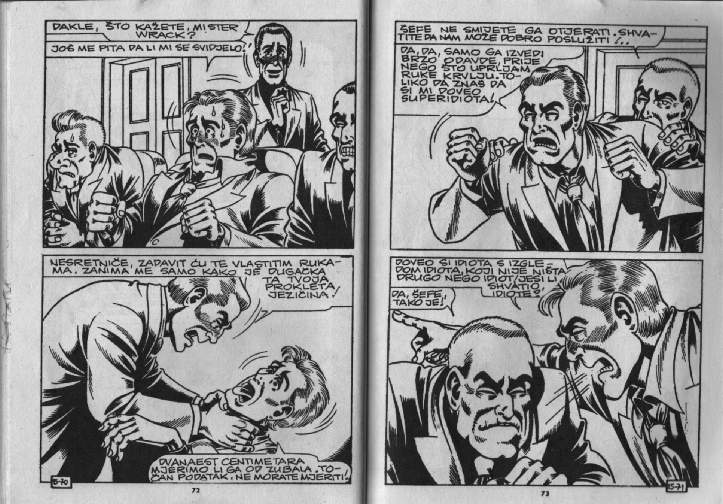 DAKLE, ŠTO KAŽETE, MISTER
WRACK?
JOŠ ME PITA DA LI MI SE SVIDJELO!
NESRETNIČE, ZADAVIT ĆU TE VLASTITIM RUKA-
MA. ZANIMA ME SAMO KAKO JE DUGAČKA
TA TVOJA
PROKLETA
JEZIČINA!
DVANAEST CENTIMETARA
MJERIMO LI GA OD ZUBALA. TO-
ČAN PODATAK, NE MORATE MJERITI!
B-70
72
ŠEFE NE SMIJETE GA OTJERATI. SHVA-
TITE DA NAM MOŽE DOBRO POSLUŽITI!...
DA, DA, SAMO GA IZVEDI
BRZO ODAVDE, PRIJE
NEGO ŠTO UPRLJAM
RUKE KRVLJU. TO-
LIKO DA ZNAŠ DA
SI MI DOVEO
SUPERIDIOTA!
DOVEO SI IDIOTA S IZGLE-
DOM IDIOTA, KOJI NIJE NIŠTA
DRUGO NEGO IDIOT! JESI LI
SHVATIO,
IDIOTE?
DA, ŠEFE,
TAKO JE!
B-71
73